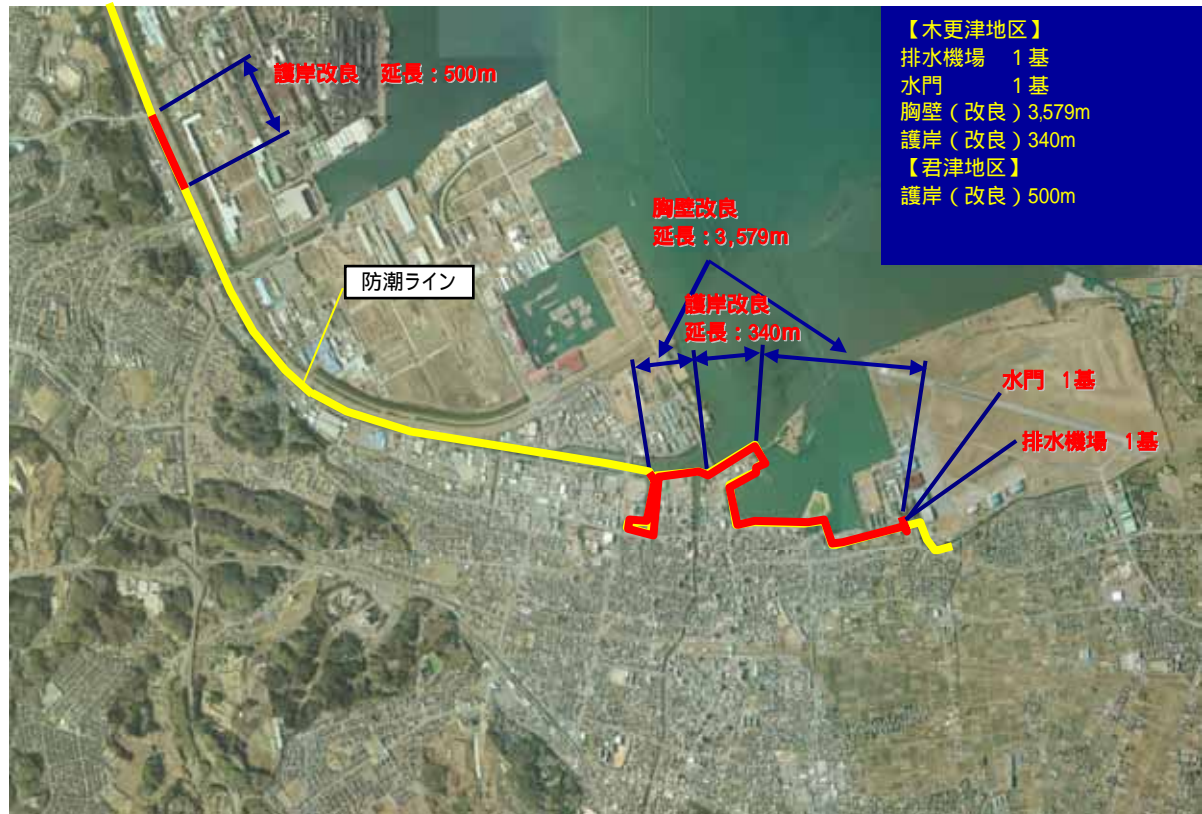 【木更津地区】
排水機場 1基
水門 1基
胸壁(改良)3,579m
護岸(改良)340m
【君津地区】
護岸(改良)500m
護岸改良 延長:500m
胸壁改良
延長:3,579m
防潮ライン
護岸改良
延長:340m
水門 1基
排水機場 1基